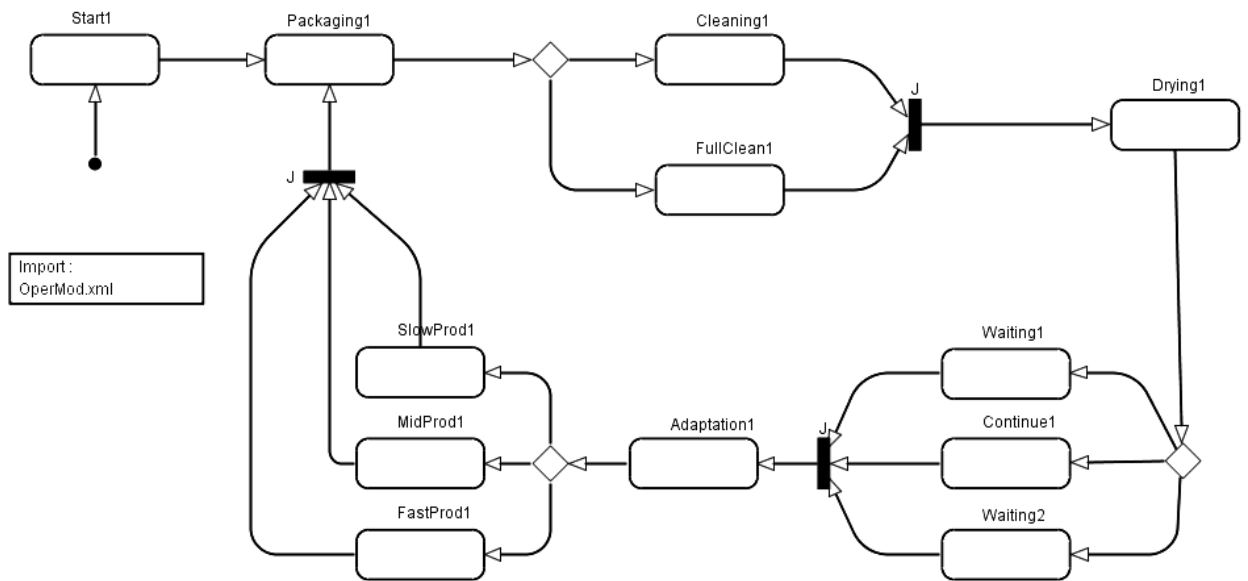 Start1
Packaging1
Cleaning1
J
Drying1
FullClean1
J
Import :
OperMod.xml
SlowProd1
Waiting1
MidProd1
Adaptation1
J
Continue1
FastProd1
Waiting2